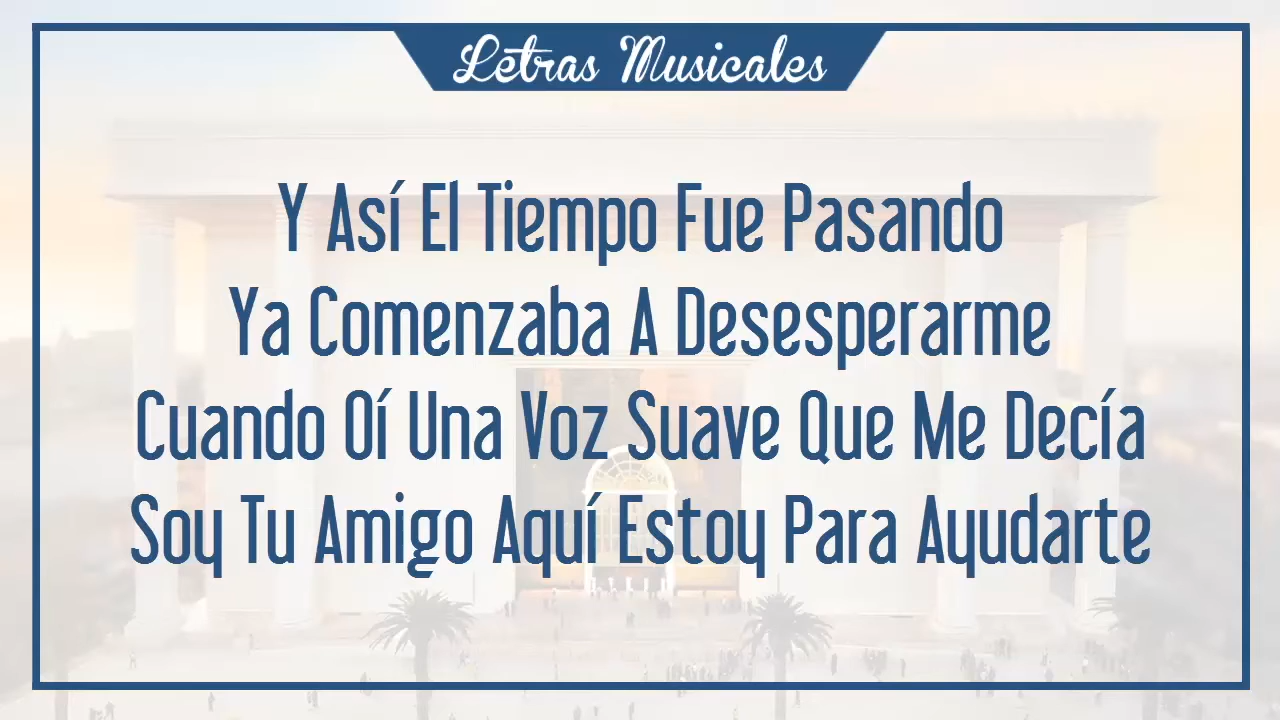 Letras Musicales
Y Así El Tiempo Fue Pasando
Ya Comenzaba A Desesperarme
Cuando Oí Una Voz Suave Que Me Decía
Soy Tu Amigo Aquí Estoy Para Ayudarte